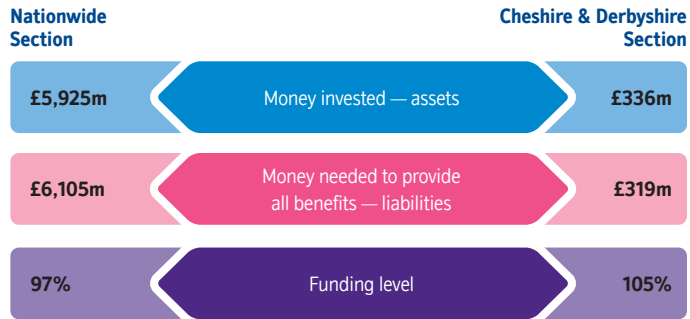 Nationwide
Section
Cheshire & Derbyshire
Section
£5,925m
Money invested — assets
£336m
£6,105m
Money needed to provide
all benefits — liabilities
£319m
97%
Funding level
105%